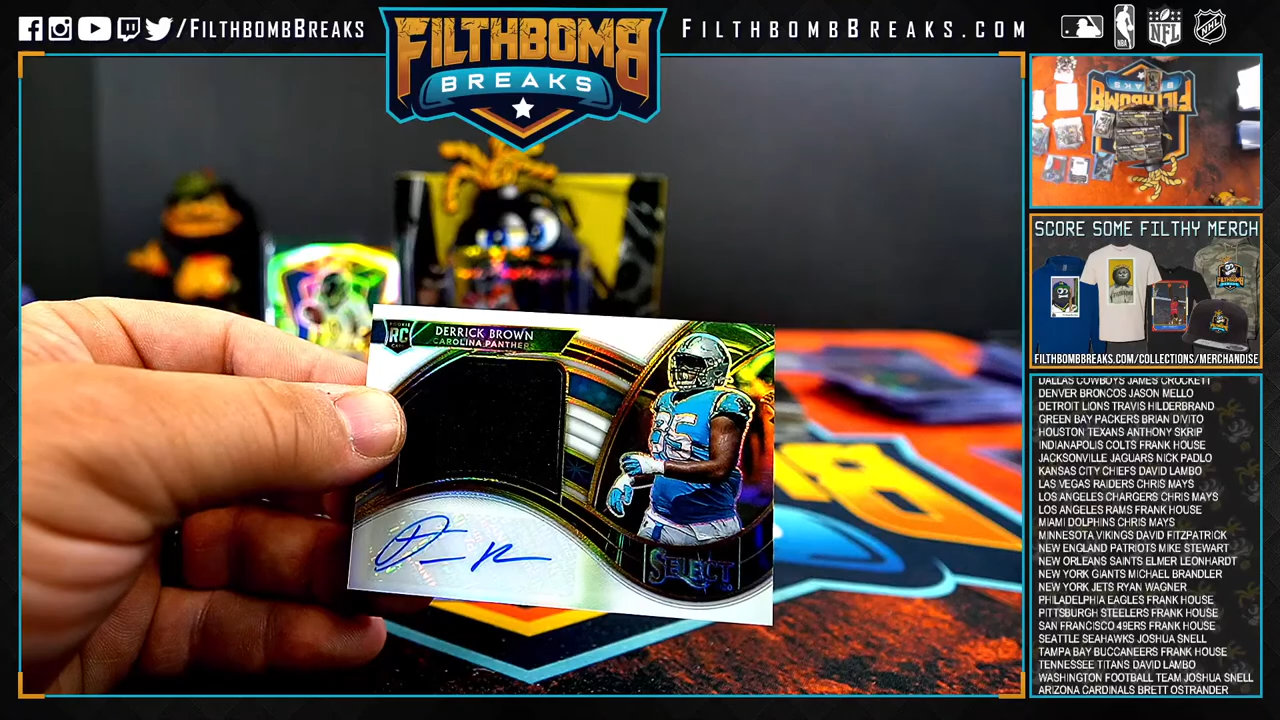 /FILTHBOMBBREAKS
FILTHBOMB
BREAKS
FILTHBOMBBREAKS.COM
NBA
NFL
NHL
RC
DERRICK BROWN
CAROLINA PANTHERS
95
SELECT
SCORE SOME FILTHY MERCH
FILTHBOMBBREAKS.COM/COLLECTIONS/MERCHANDISE
DALLAS COWBOYS JAMES CROCKETT
DENVER BRONCOS JASON MELLO
DETROIT LIONS TRAVIS HILDERBRAND
GREEN BAY PACKERS BRIAN DIVITO
HOUSTON TEXANS ANTHONY SKRIP
INDIANAPOLIS COLTS FRANK HOUSE
JACKSONVILLE JAGUARS NICK PADLO
KANSAS CITY CHIEFS DAVID LAMBO
LAS VEGAS RAIDERS CHRIS MAYS
LOS ANGELES CHARGERS CHRIS MAYS
LOS ANGELES RAMS FRANK HOUSE
MIAMI DOLPHINS CHRIS MAYS
MINNESOTA VIKINGS DAVID FITZPATRICK
NEW ENGLAND PATRIOTS MIKE STEWART
NEW ORLEANS SAINTS ELMER LEONHARDT
NEW YORK GIANTS MICHAEL BRANDLER
NEW YORK JETS RYAN WAGNER
PHILADELPHIA EAGLES FRANK HOUSE
PITTSBURGH STEELERS FRANK HOUSE
SAN FRANCISCO 49ERS FRANK HOUSE
SEATTLE SEAHAWKS JOSHUA SNELL
TAMPA BAY BUCCANEERS FRANK HOUSE
TENNESSEE TITANS DAVID LAMBO
WASHINGTON FOOTBALL TEAM JOSHUA SNELL
ARIZONA CARDINALS BRETT OSTRANDER